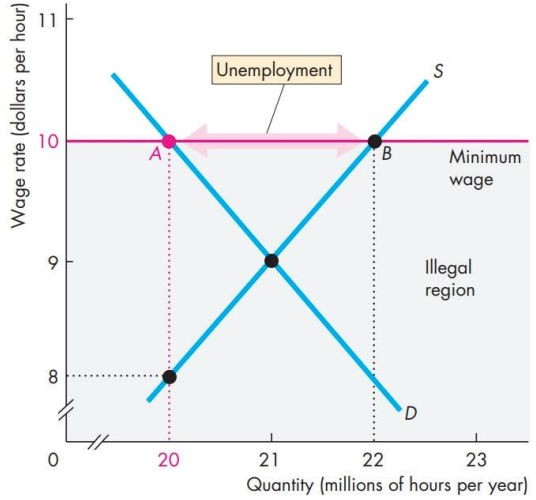 Wage rate (dollars per hour)
11
10
9
8
0
20
21
22
23
Quantity (millions of hours per year)
Unemployment
S
A
B
Minimum
wage
Illegal
region
D